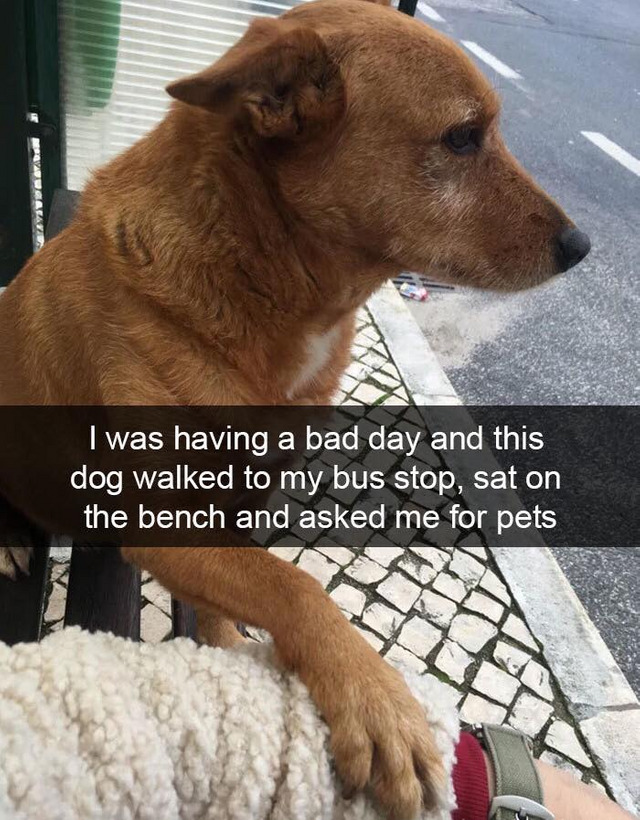 I was having a bad day and this
dog walked to my bus stop, sat on
the bench and asked me for pets